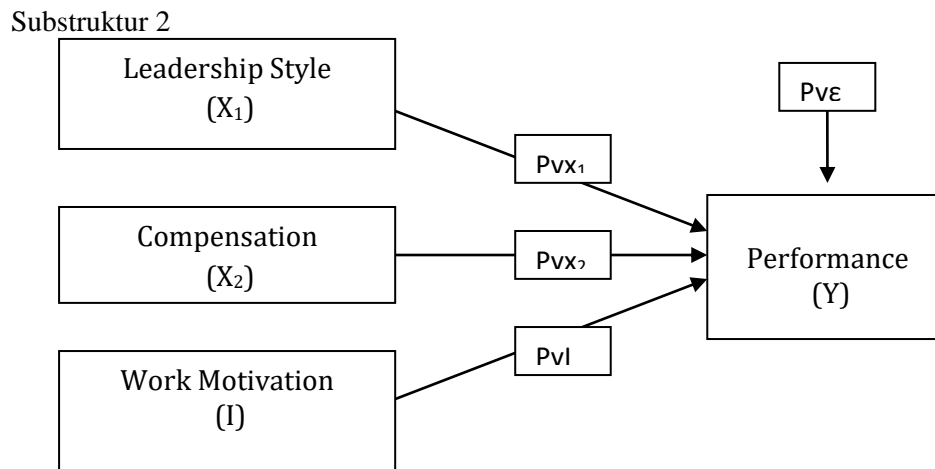 Substruktur 2
Leadership Style
(X₁)
Pvε
Pvx₁
Compensation
(X₂)
Pvx₂
Performance
(Y)
Work Motivation
(I)
PvI